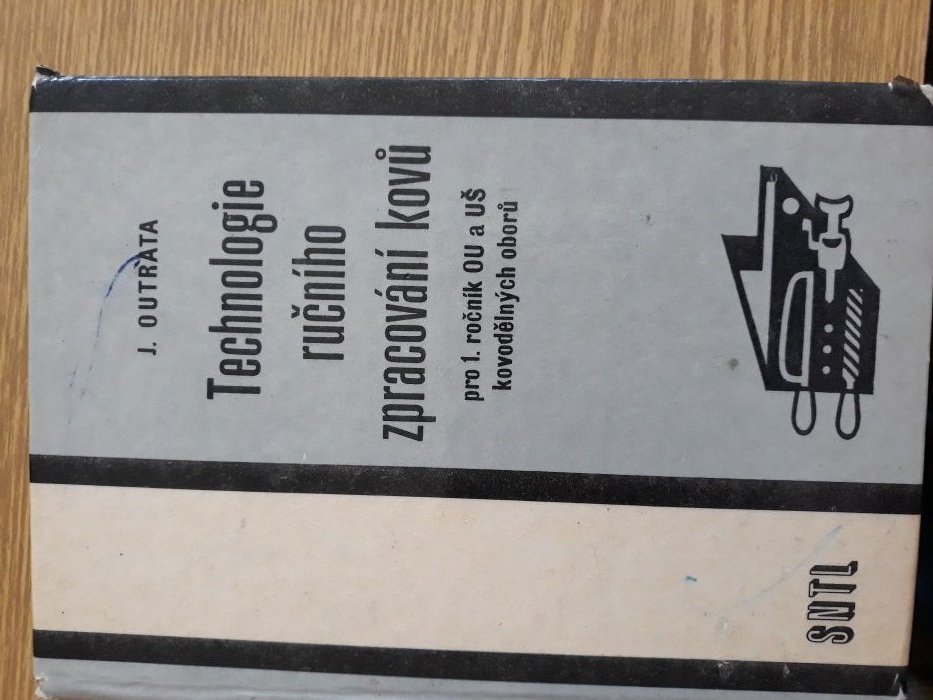 J. OUTRATA
Technologie
ručního
zpracování kovů
pro 1. ročník OU a UŠ
kovodělných oborů
SNTL